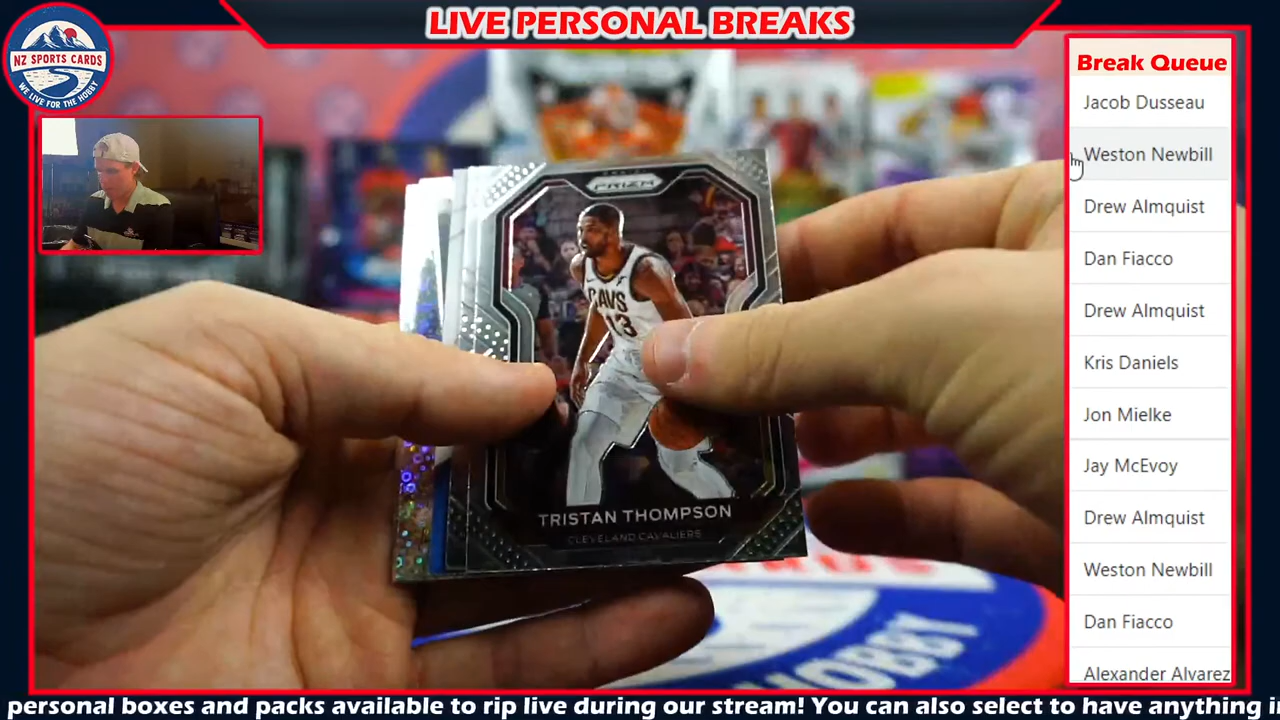 LIVE PERSONAL BREAKS
NZ SPORTS CARDS
WE LIVE FOR THE HOBBY
Break Queue
Jacob Dusseau
Weston Newbill
Drew Almquist
Dan Fiacco
Drew Almquist
Kris Daniels
Jon Mielke
Jay McEvoy
Drew Almquist
Weston Newbill
Dan Fiacco
Alexander Alvarez
PRIZM
CAVS
13
TRISTAN THOMPSON
CLEVELAND CAVALIERS
HOBBY
personal boxes and packs available to rip live during our stream! You can also select to have anything i